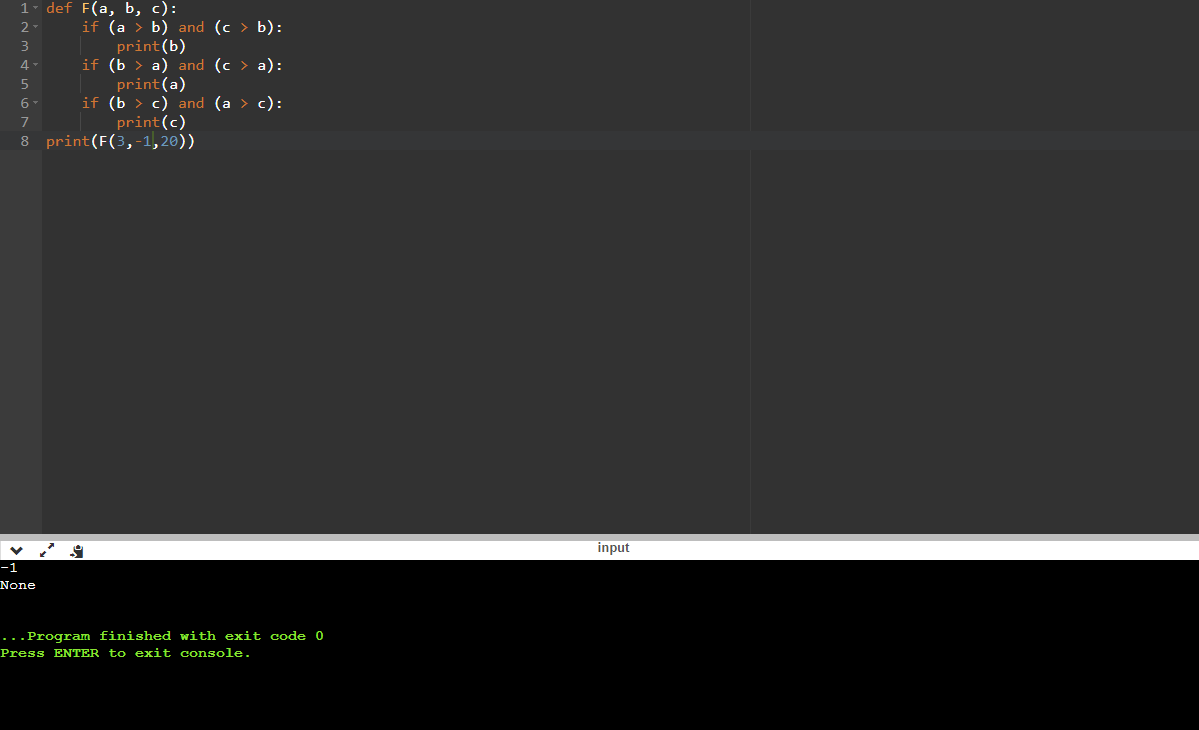 1 def F(a, b, c):
2     if (a > b) and (c > b):
3         print(b)
4     if (b > a) and (c > a):
5         print(a)
6     if (b > c) and (a > c):
7         print(c)
8 print(F(3,-1,20))
input
-1
None
...Program finished with exit code 0
Press ENTER to exit console.